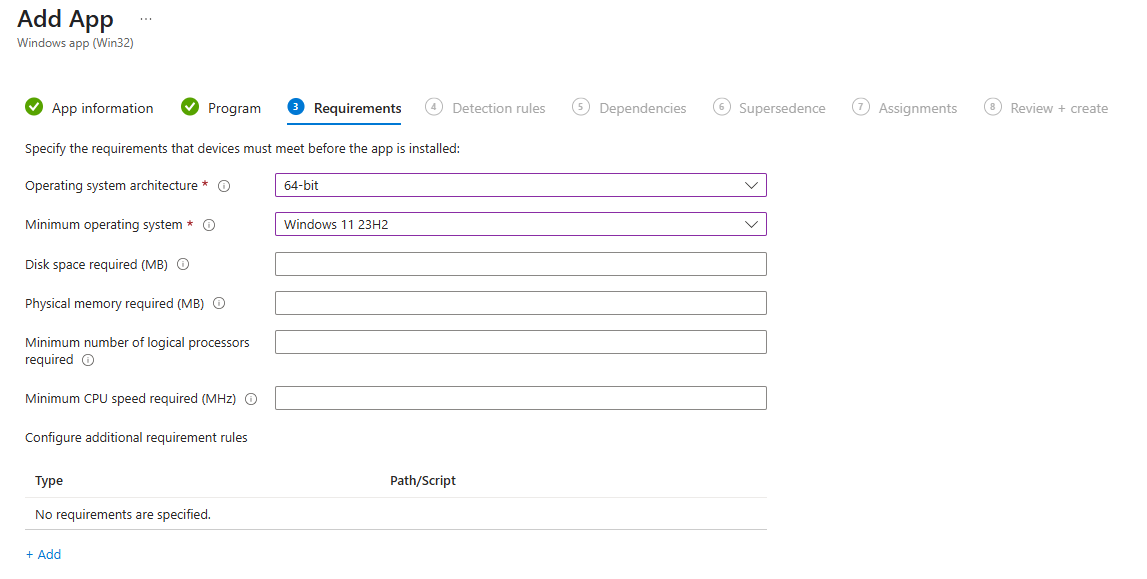 Add App ...
Windows app (Win32)
App information Program 3 Requirements 4 Detection rules 5 Dependencies 6 Supersedence 7 Assignments 8 Review + create
Specify the requirements that devices must meet before the app is installed:
Operating system architecture * 64-bit
Minimum operating system * Windows 11 23H2
Disk space required (MB)
Physical memory required (MB)
Minimum number of logical processors
required
Minimum CPU speed required (MHz)
Configure additional requirement rules
Type Path/Script
No requirements are specified.
+ Add